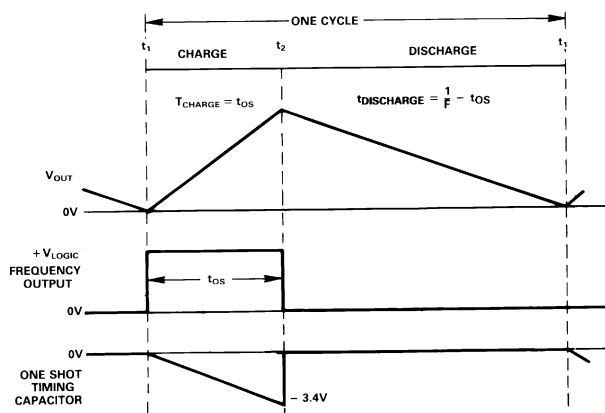 ONE CYCLE
t1 t2 t1
CHARGE DISCHARGE
TCHARGE = tOS tDISCHARGE = 1/F - tOS
VOUT
0V
+ VLOGIC
FREQUENCY
OUTPUT
tOS
0V
0V
ONE SHOT
TIMING
CAPACITOR
- 3.4V